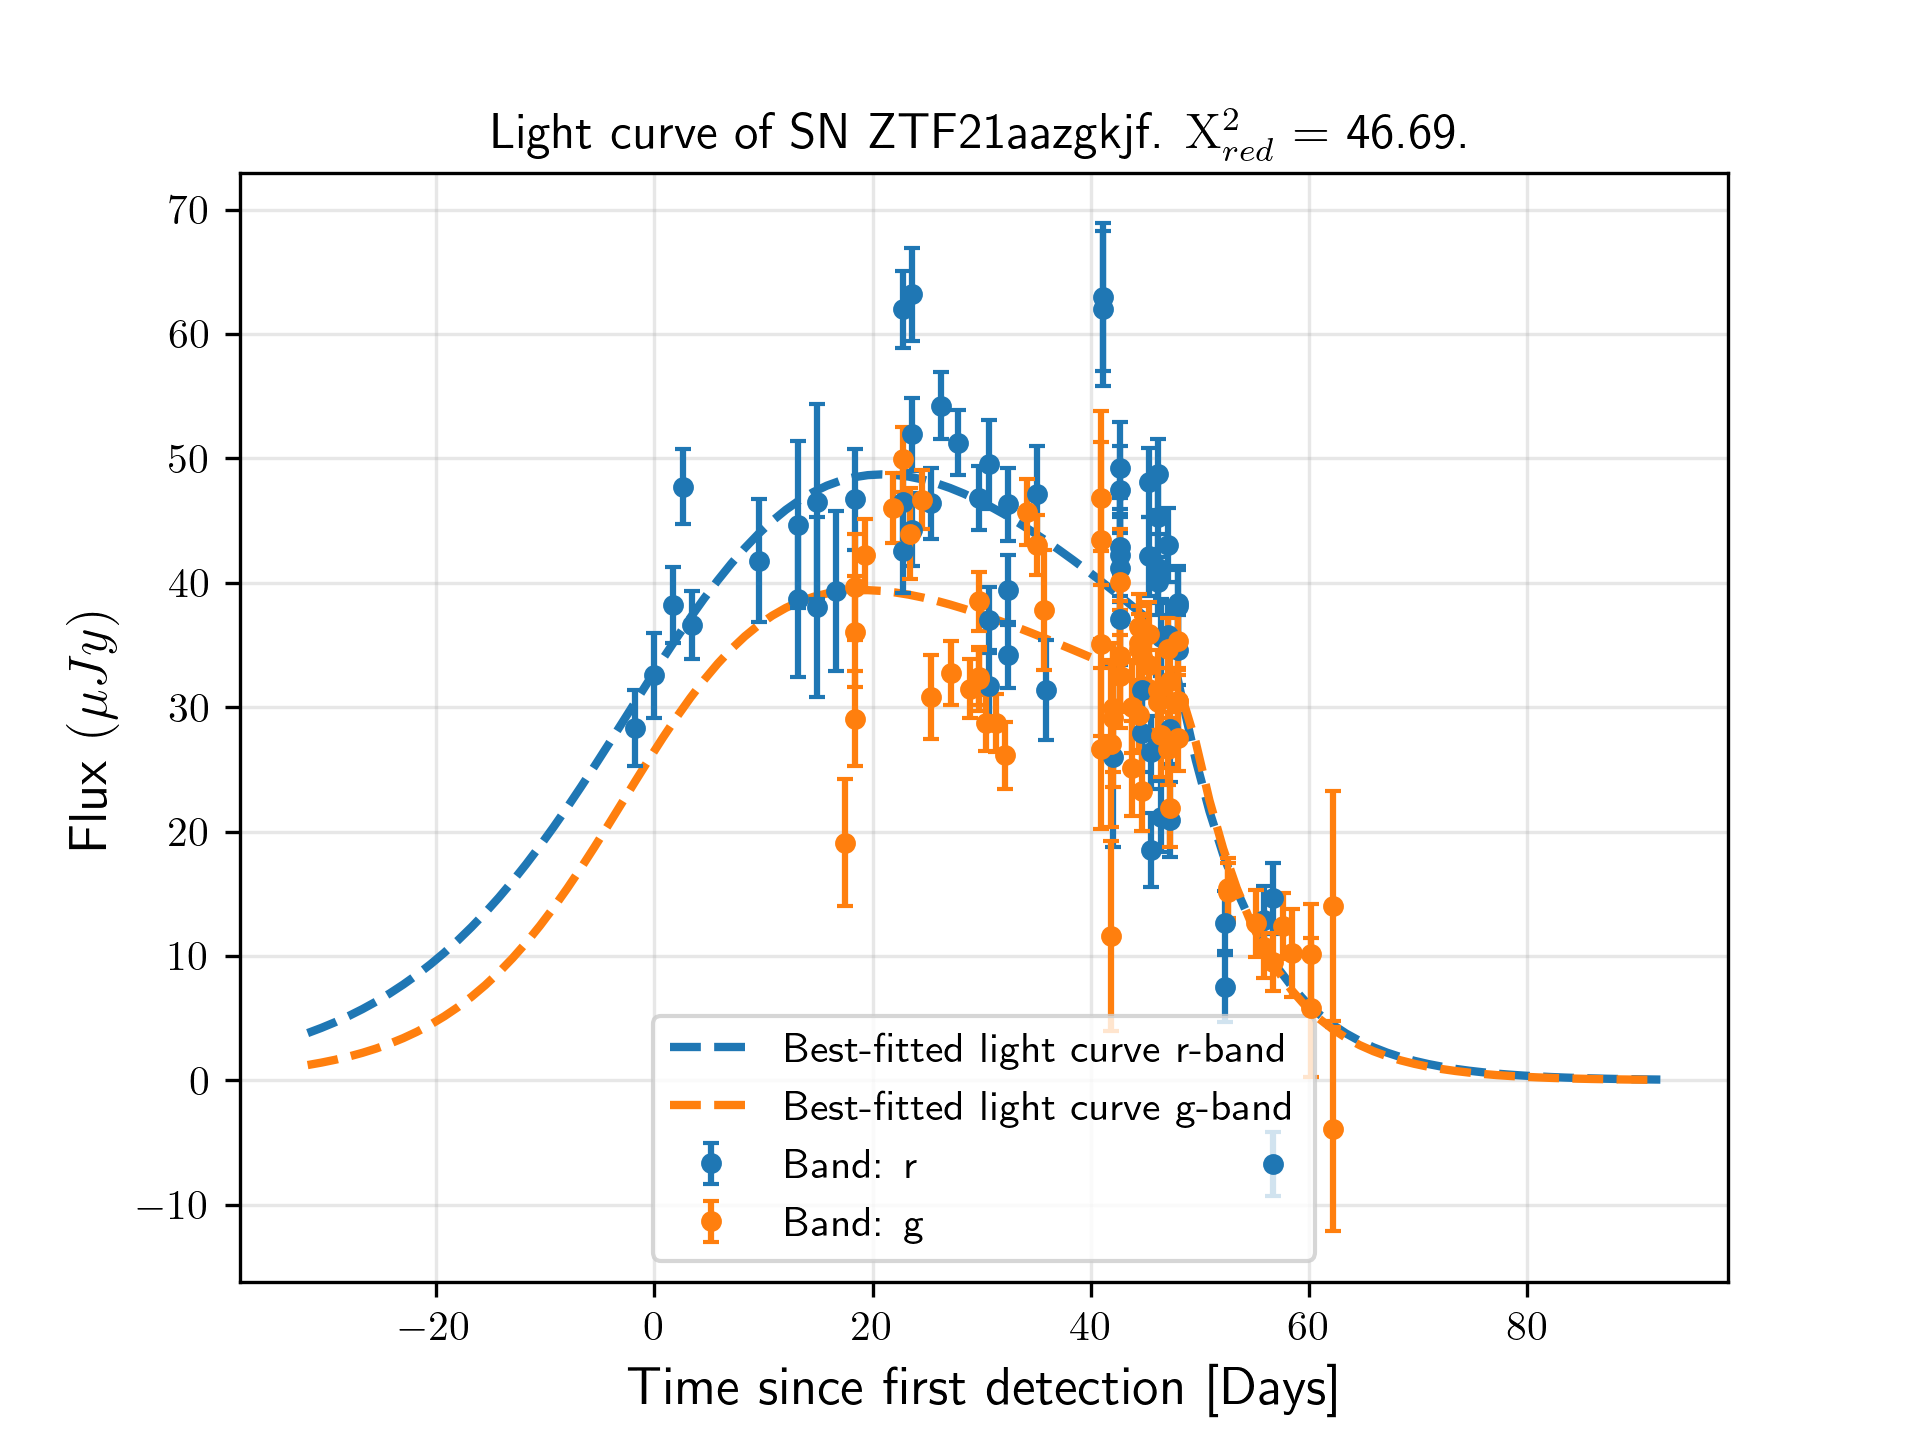 Light curve of SN ZTF21aazgkjf. X²_red = 46.69.
Flux (μJy)
70
60
50
40
30
20
10
0
−10
Best-fitted light curve r-band
Best-fitted light curve g-band
Band: r
Band: g
−20 0 20 40 60 80
Time since first detection [Days]